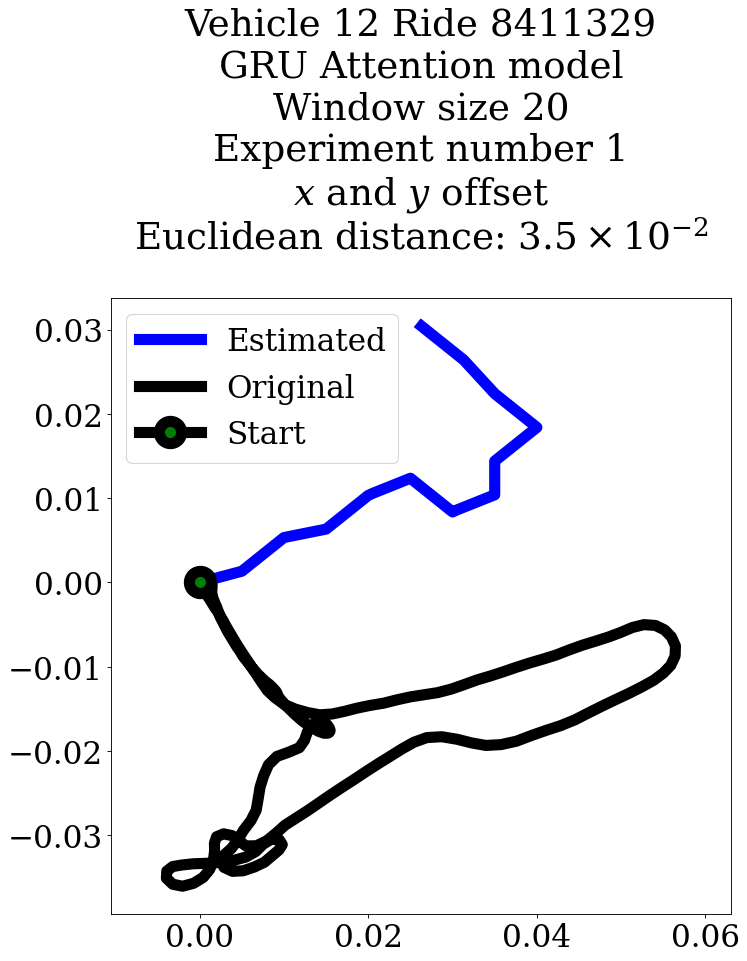 Vehicle 12 Ride 8411329
GRU Attention model
Window size 20
Experiment number 1
x and y offset
Euclidean distance: 3.5 × 10⁻²
Estimated
Original
Start
0.03
0.02
0.01
0.00
−0.01
−0.02
−0.03
0.00 0.02 0.04 0.06